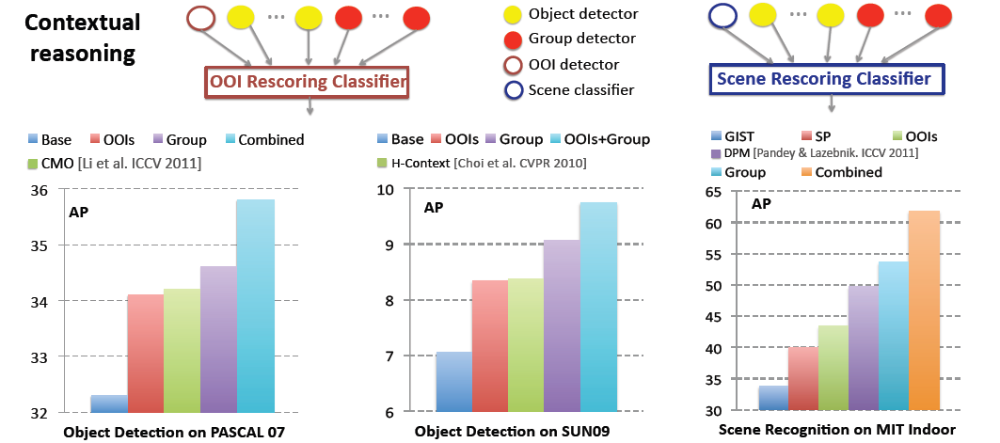 Contextual
reasoning
OOI Rescoring Classifier
Object detector
Group detector
OOI detector
Scene classifier
Scene Rescoring Classifier
Base OOIs Group Combined
CMO [Li et al. ICCV 2011]
36
35
34
33
32
AP
Object Detection on PASCAL 07
Base OOIs Group OOIs+Group
H-Context [Choi et al. CVPR 2010]
10
9
8
7
6
AP
Object Detection on SUN09
GIST SP OOIs
DPM [Pandey & Lazebnik. ICCV 2011]
Group Combined
65
60
55
50
45
40
35
30
AP
Scene Recognition on MIT Indoor